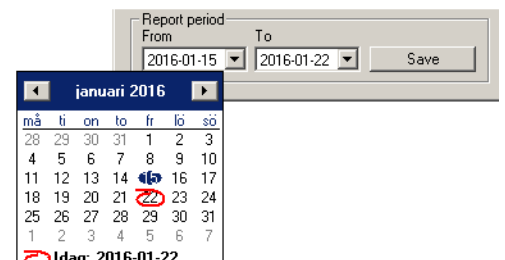 Report period
From To
2016-01-15 2016-01-22 Save
januari 2016
må ti on to fr lö sö
28 29 30 31 1 2 3
4 5 6 7 8 9 10
11 12 13 14 15 16 17
18 19 20 21 22 23 24
25 26 27 28 29 30 31
1 2 3 4 5 6 7
Idag: 2016-01-22